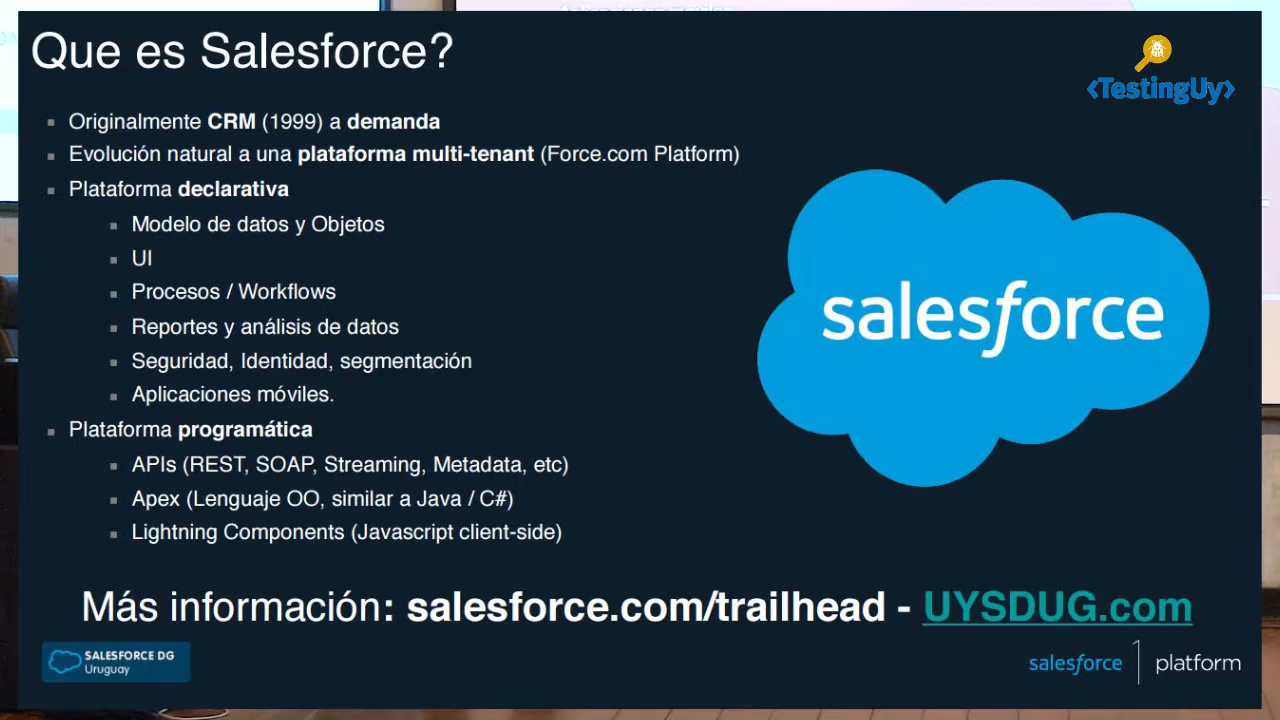 Que es Salesforce?
<TestingUy>
Originalmente CRM (1999) a demanda
Evolución natural a una plataforma multi-tenant (Force.com Platform)
Plataforma declarativa
Modelo de datos y Objetos
UI
Procesos / Workflows
Reportes y análisis de datos
Seguridad, Identidad, segmentación
Aplicaciones móviles.
Plataforma programática
APIs (REST, SOAP, Streaming, Metadata, etc)
Apex (Lenguaje OO, similar a Java / C#)
Lightning Components (Javascript client-side)
salesforce
Más información: salesforce.com/trailhead - UYSDUG.com
SALESFORCE DG
Uruguay
salesforce platform